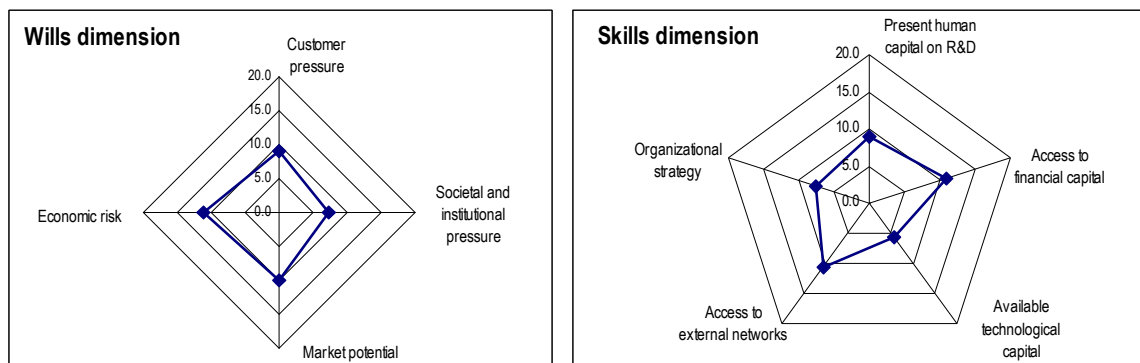 Wills dimension
Customer
pressure
20.0
15.0
10.0
5.0
0.0
Economic risk
Societal and
institutional
pressure
Market potential
Skills dimension
Present human
capital on R&D
20.0
15.0
10.0
5.0
0.0
Organizational
strategy
Access to
financial capital
Access to
external networks
Available
technological
capital